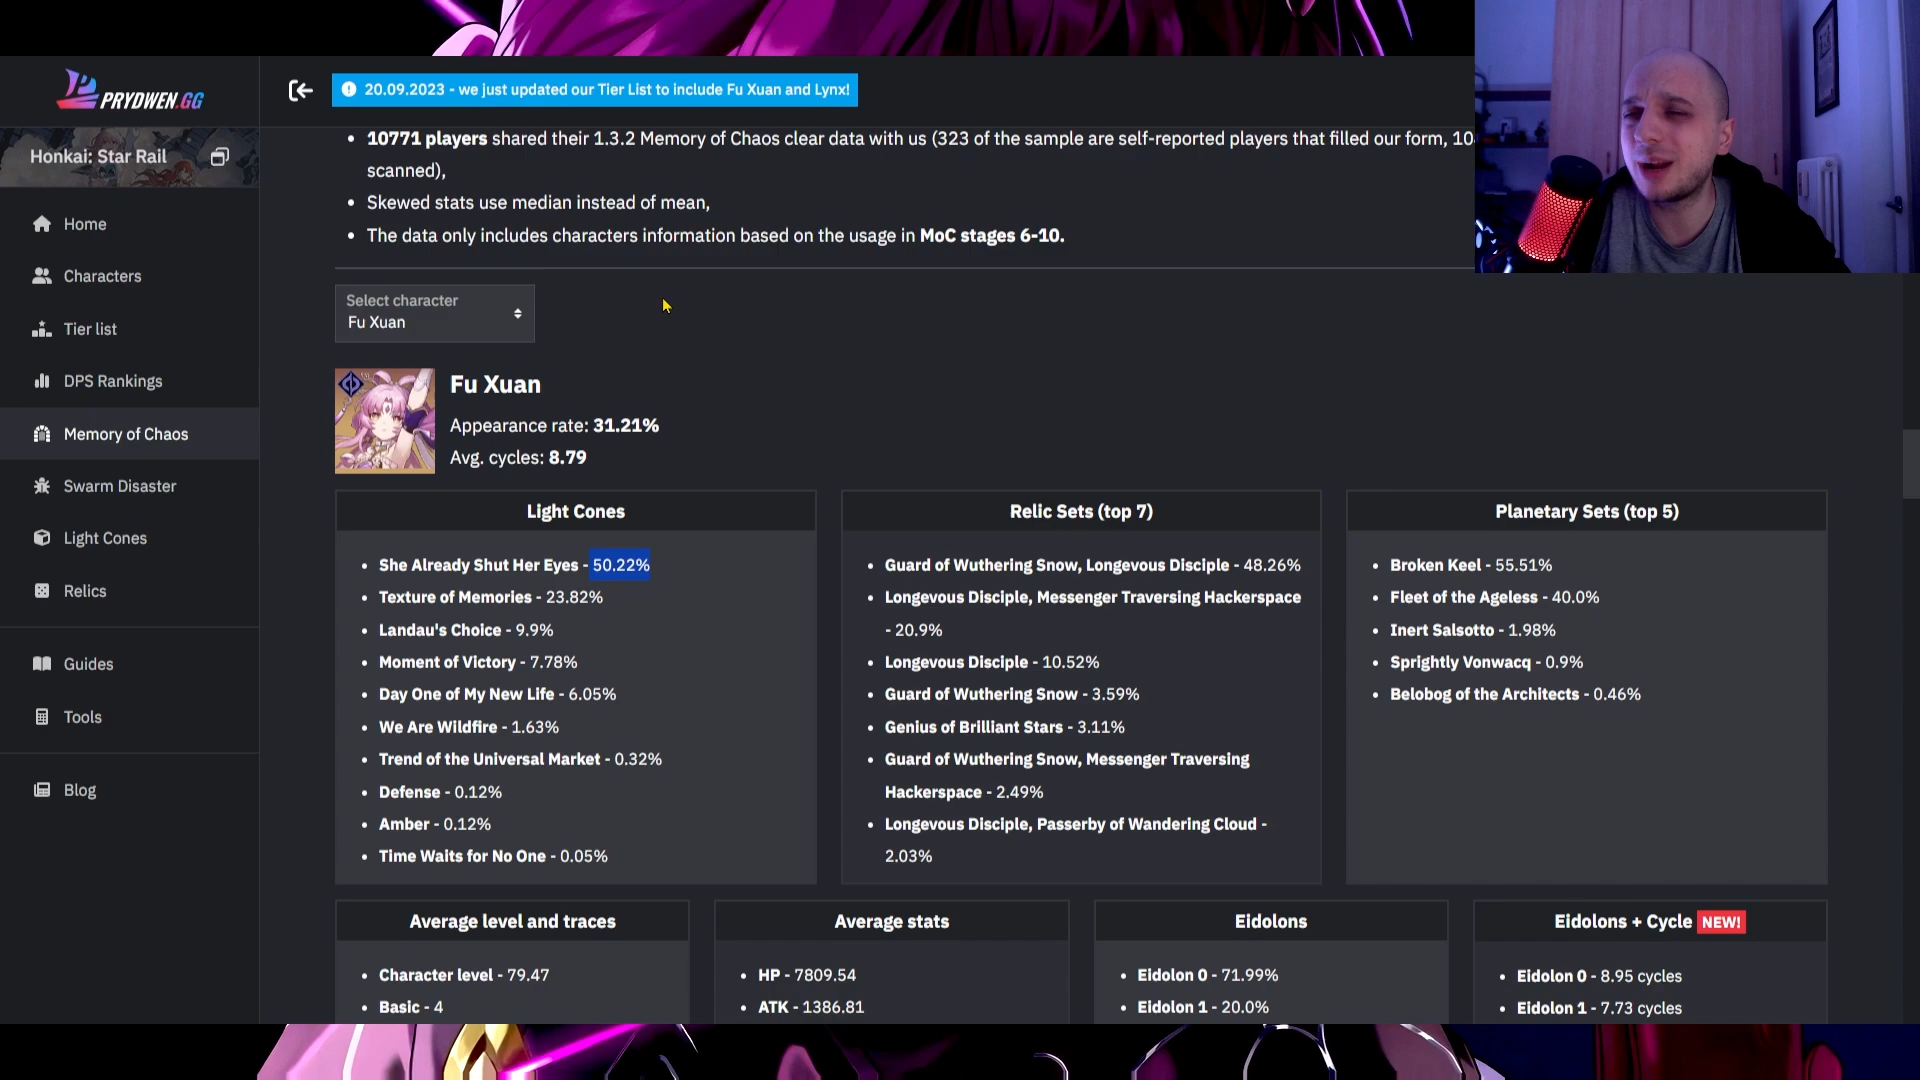 PRYDWEN.GG
20.09.2023 - we just updated our Tier List to include Fu Xuan and Lynx!
Honkai: Star Rail
Home
Characters
Tier list
DPS Rankings
Memory of Chaos
Swarm Disaster
Light Cones
Relics
Guides
Tools
Blog
10771 players shared their 1.3.2 Memory of Chaos clear data with us (323 of the sample are self-reported players that filled our form, 10
scanned),
Skewed stats use median instead of mean,
The data only includes characters information based on the usage in MoC stages 6-10.
Select character
Fu Xuan
Fu Xuan
Appearance rate: 31.21%
Avg. cycles: 8.79
Light Cones
She Already Shut Her Eyes - 50.22%
Texture of Memories - 23.82%
Landau's Choice - 9.9%
Moment of Victory - 7.78%
Day One of My New Life - 6.05%
We Are Wildfire - 1.63%
Trend of the Universal Market - 0.32%
Defense - 0.12%
Amber - 0.12%
Time Waits for No One - 0.05%
Relic Sets (top 7)
Guard of Wuthering Snow, Longevous Disciple - 48.26%
Longevous Disciple, Messenger Traversing Hackerspace
- 20.9%
Longevous Disciple - 10.52%
Guard of Wuthering Snow - 3.59%
Genius of Brilliant Stars - 3.11%
Guard of Wuthering Snow, Messenger Traversing
Hackerspace - 2.49%
Longevous Disciple, Passerby of Wandering Cloud -
2.03%
Planetary Sets (top 5)
Broken Keel - 55.51%
Fleet of the Ageless - 40.0%
Inert Salsotto - 1.98%
Sprightly Vonwacq - 0.9%
Belobog of the Architects - 0.46%
Average level and traces
Character level - 79.47
Basic - 4
Average stats
HP - 7809.54
ATK - 1386.81
Eidolons
Eidolon 0 - 71.99%
Eidolon 1 - 20.0%
Eidolons + Cycle NEW!
Eidolon 0 - 8.95 cycles
Eidolon 1 - 7.73 cycles